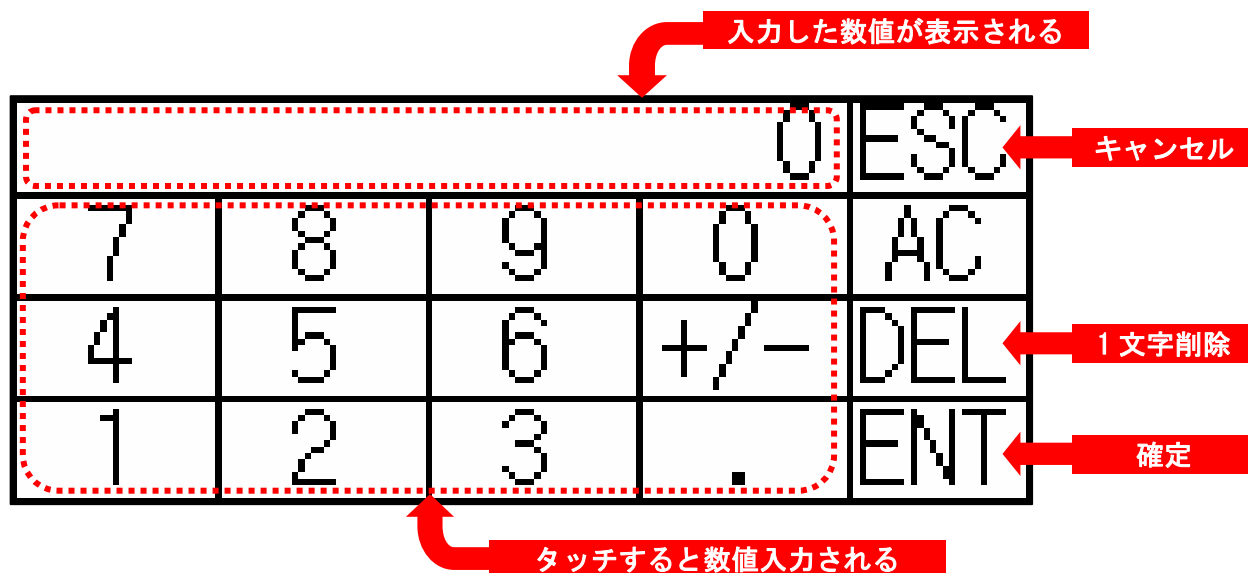 入力した数値が表示される
0 ESC
キャンセル
7 8 9 0 AC
4 5 6 +/- DEL
1文字削除
1 2 3 . ENT
確定
タッチすると数値入力される